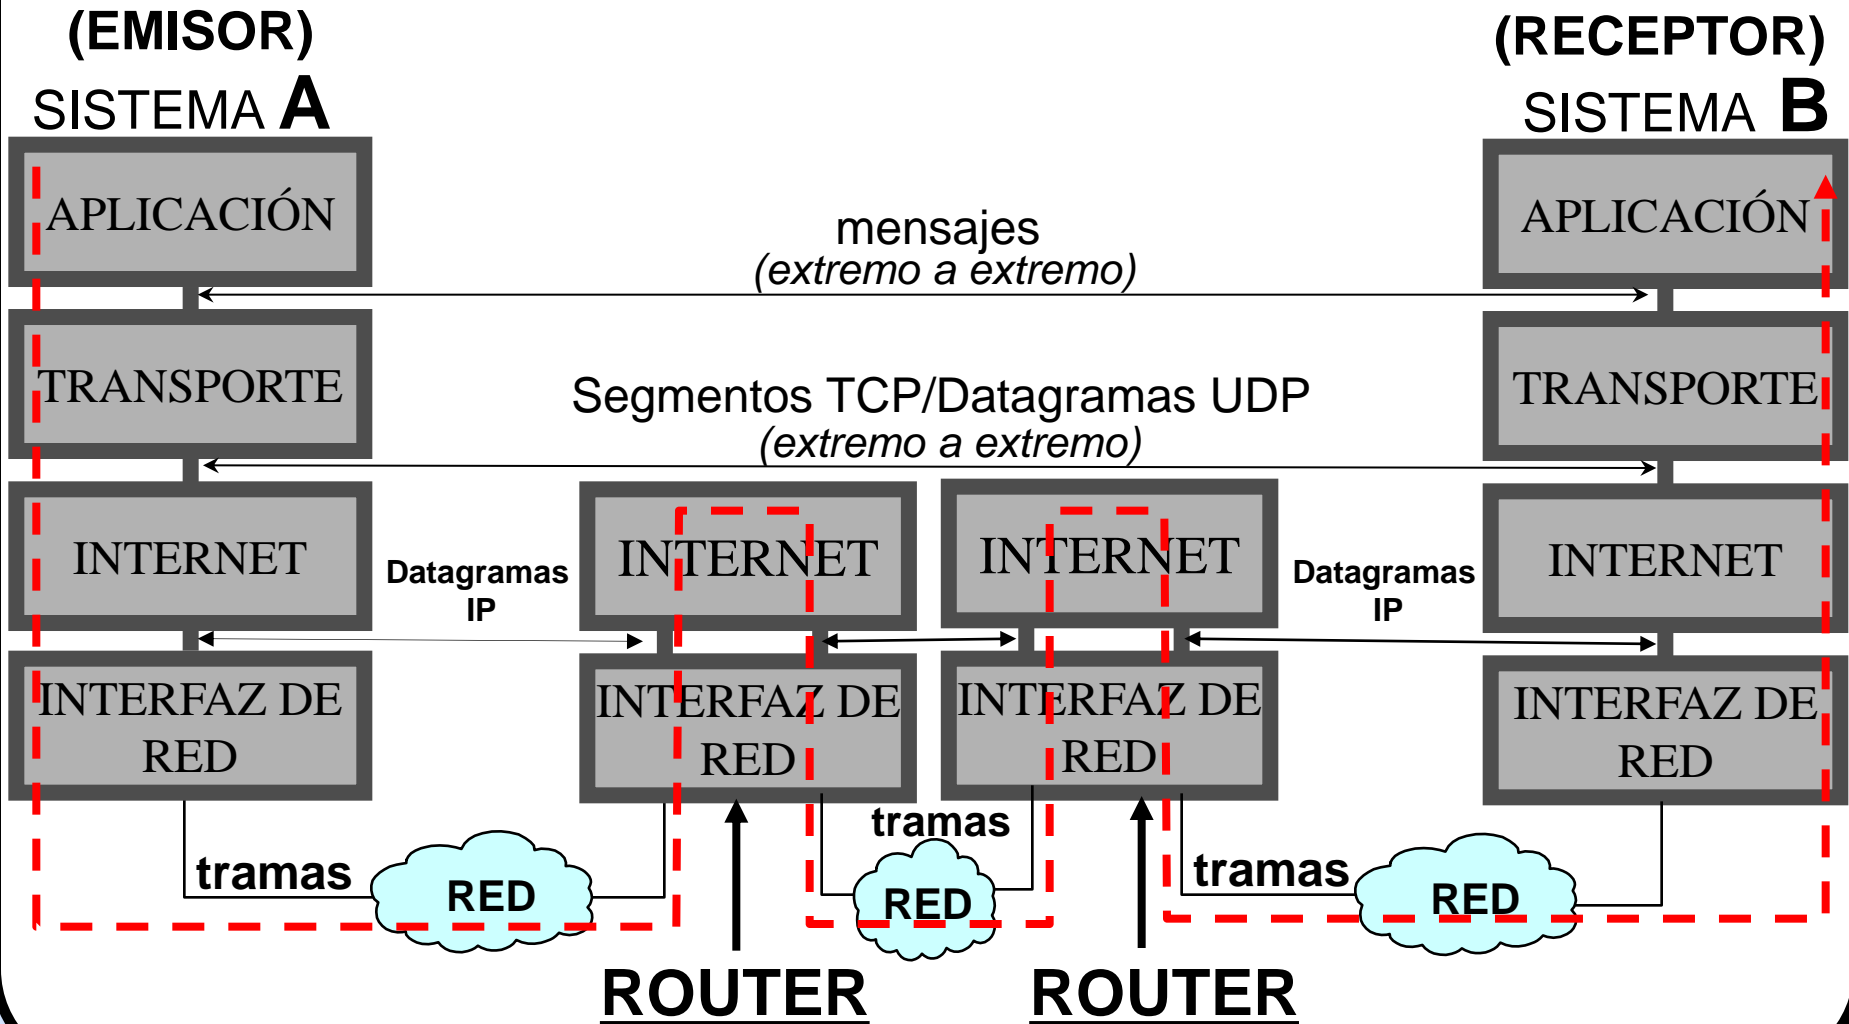 (EMISOR)
SISTEMA A
(RECEPTOR)
SISTEMA B
APLICACIÓN
mensajes
(extremo a extremo)
APLICACIÓN
TRANSPORTE
Segmentos TCP/Datagramas UDP
(extremo a extremo)
TRANSPORTE
INTERNET
Datagramas
IP
INTERNET
INTERNET
Datagramas
IP
INTERNET
INTERFAZ DE
RED
INTERFAZ DE
RED
INTERFAZ DE
RED
INTERFAZ DE
RED
tramas
RED
tramas
RED
tramas
RED
ROUTER
ROUTER